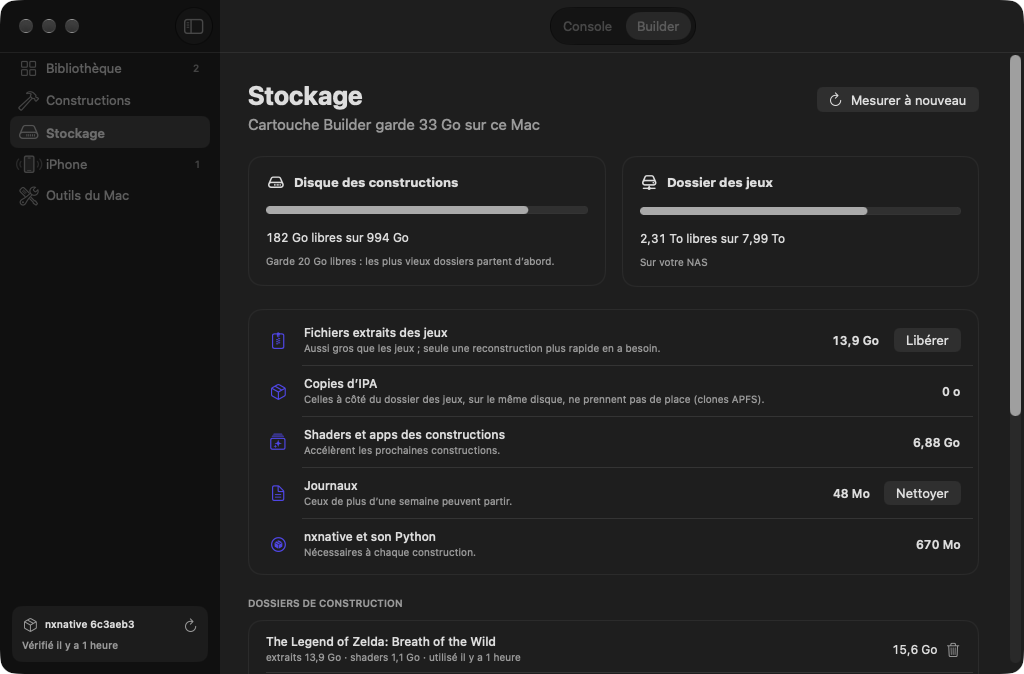 Console
Builder
Bibliothèque
2
Constructions
Stockage
iPhone
1
Outils du Mac
Stockage
Cartouche Builder garde 33 Go sur ce Mac
Mesurer à nouveau
Disque des constructions
182 Go libres sur 994 Go
Garde 20 Go libres : les plus vieux dossiers partent d’abord.
Dossier des jeux
2,31 To libres sur 7,99 To
Sur votre NAS
Fichiers extraits des jeux
Aussi gros que les jeux ; seule une reconstruction plus rapide en a besoin.
13,9 Go
Libérer
Copies d’IPA
Celles à côté du dossier des jeux, sur le même disque, ne prennent pas de place (clones APFS).
0 o
Shaders et apps des constructions
Accélèrent les prochaines constructions.
6,88 Go
Journaux
Ceux de plus d’une semaine peuvent partir.
48 Mo
Nettoyer
nxnative et son Python
Nécessaires à chaque construction.
670 Mo
DOSSIERS DE CONSTRUCTION
The Legend of Zelda: Breath of the Wild
extraits 13,9 Go · shaders 1,1 Go · utilisé il y a 1 heure
15,6 Go
nxnative 6c3aeb3
Vérifié il y a 1 heure